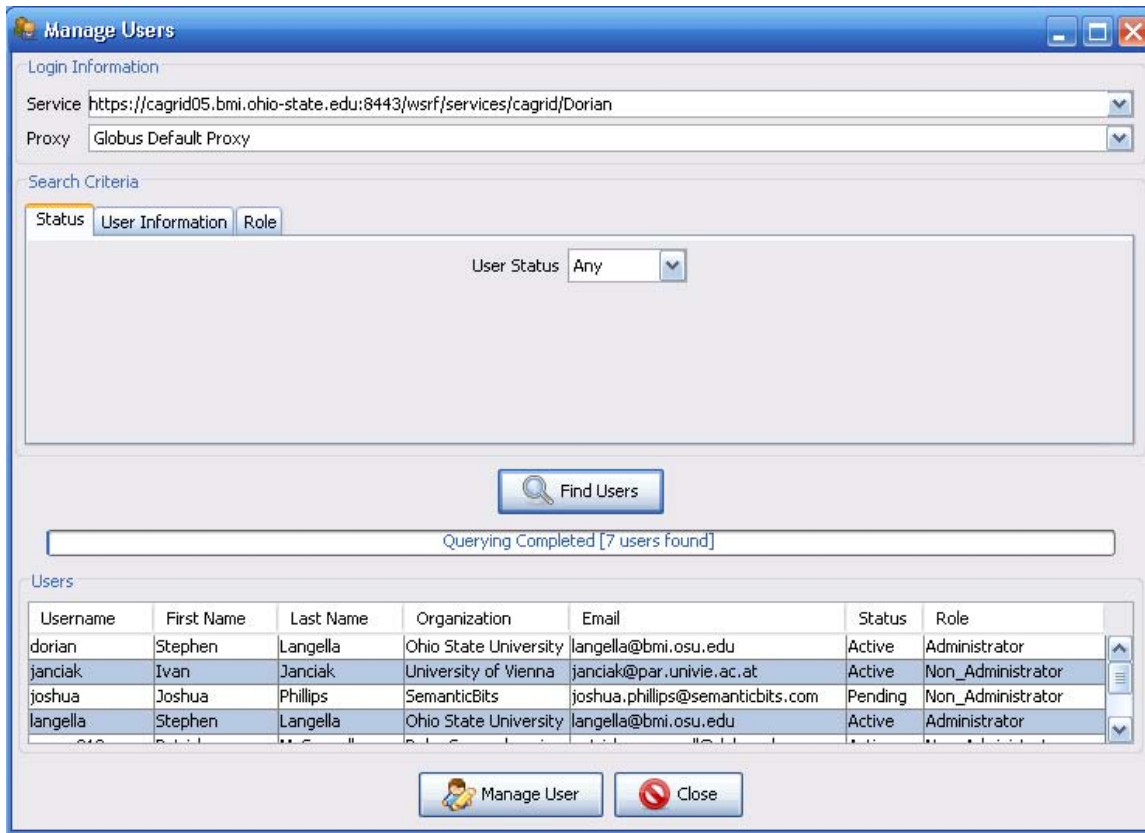 Manage Users
Login Information
Service https://cagrid05.bmi.ohio-state.edu:8443/wsrf/services/cagrid/Dorian
Proxy Globus Default Proxy
Search Criteria
Status User Information Role
User Status Any
Find Users
Querying Completed [7 users found]
Users
Username First Name Last Name Organization Email Status Role
dorian Stephen Langella Ohio State University langella@bmi.osu.edu Active Administrator
janciak Ivan Janciak University of Vienna janciak@par.univie.ac.at Active Non_Administrator
joshua Joshua Phillips SemanticBits joshua.phillips@semanticbits.com Pending Non_Administrator
langella Stephen Langella Ohio State University langella@bmi.osu.edu Active Administrator
Manage User Close